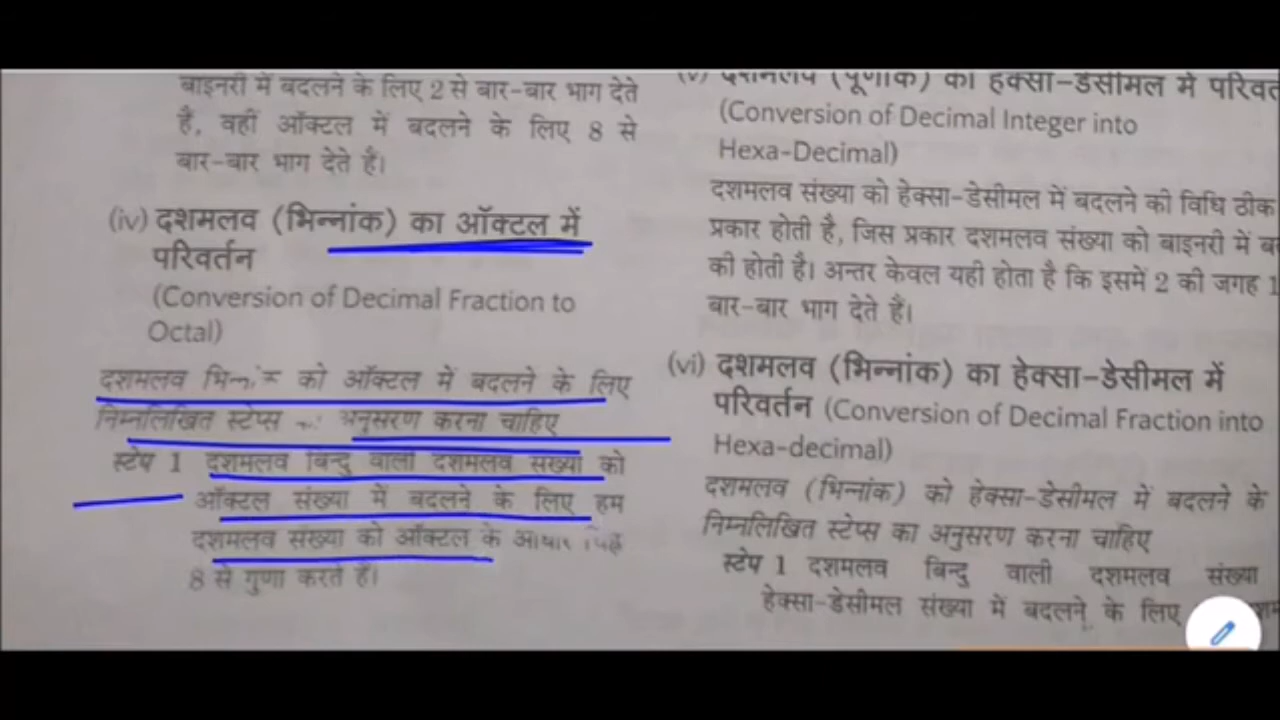 बाइनरी में बदलने के लिए 2 से बार-बार भाग देते
हैं, वहीं ऑक्टल में बदलने के लिए 8 से
बार-बार भाग देते हैं।
(iv) दशमलव (भिन्नांक) का ऑक्टल में
परिवर्तन
(Conversion of Decimal Fraction to
Octal)
दशमलव भिन्नांक को ऑक्टल में बदलने के लिए
निम्नलिखित स्टेप्स अनुसरण करना चाहिए
स्टेप 1 दशमलव बिन्दु वाली दशमलव संख्या को
ऑक्टल संख्या में बदलने के लिए हम
दशमलव संख्या को ऑक्टल के आधार
8 से गुणा करते हैं।
(v) दशमलव (पूर्णांक) का हेक्सा-डेसीमल में
(Conversion of Decimal Integer into
Hexa-Decimal)
दशमलव संख्या को हेक्सा-डेसीमल में बदलने की विधि ठीक
प्रकार होती है, जिस प्रकार दशमलव संख्या को बाइनरी में
की होती है। अन्तर केवल यही होता है कि इसमें 2 की जगह
बार-बार भाग देते हैं।
(vi) दशमलव (भिन्नांक) का हेक्सा-डेसीमल में
परिवर्तन (Conversion of Decimal Fraction into
Hexa-decimal)
दशमलव (भिन्नांक) को हेक्सा-डेसीमल में बदलने के
निम्नलिखित स्टेप्स का अनुसरण करना चाहिए
स्टेप 1 दशमलव बिन्दु वाली दशमलव संख्या
हेक्सा-डेसीमल संख्या में बदलने के लिए